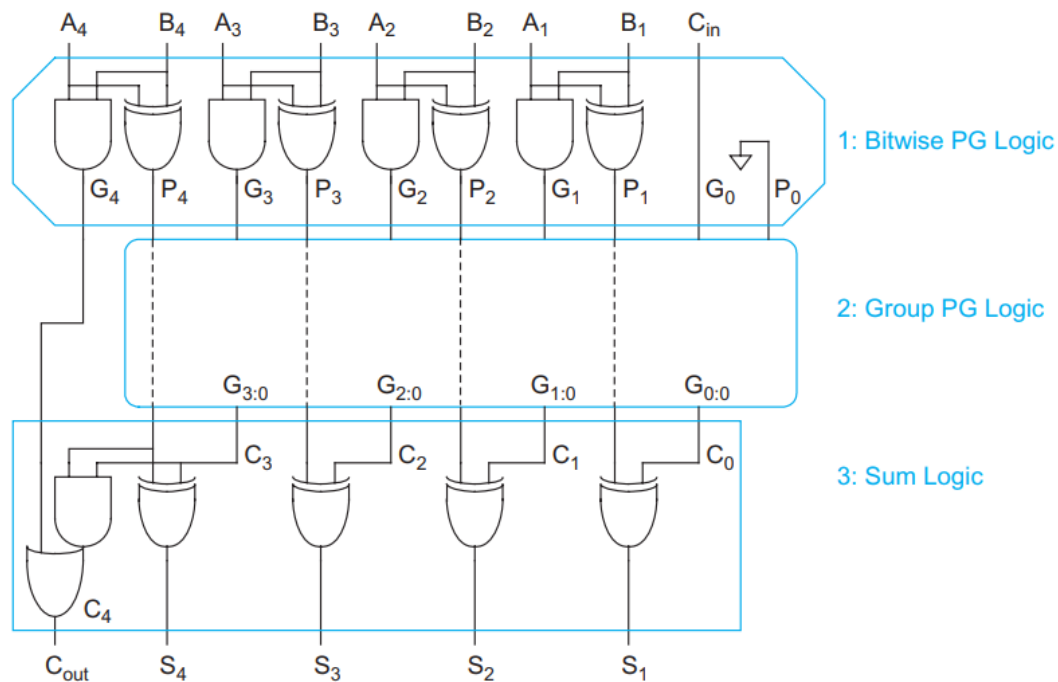 A4 B4 A3 B3 A2 B2 A1 B1 Cin
1: Bitwise PG Logic
G4 P4 G3 P3 G2 P2 G1 P1 G0 P0
2: Group PG Logic
G3:0 G2:0 G1:0 G0:0
C3 C2 C1 C0
3: Sum Logic
C4
Cout S4 S3 S2 S1